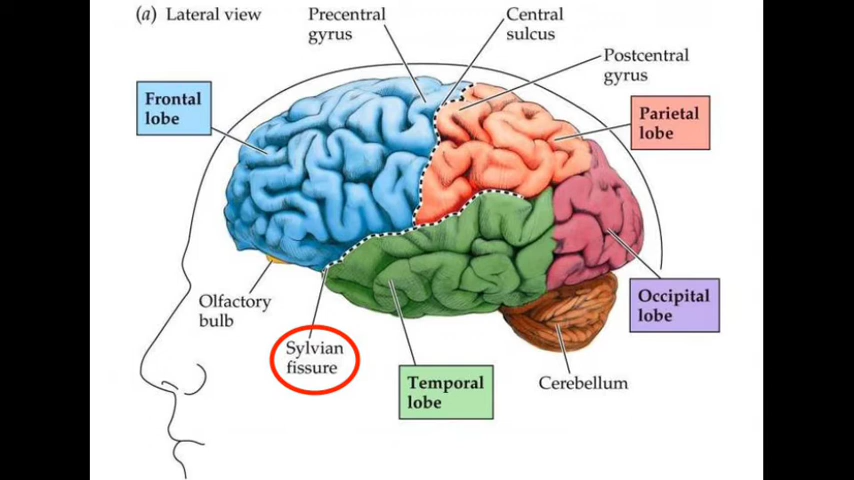 (a) Lateral view
Precentral
gyrus
Central
sulcus
Postcentral
gyrus
Frontal
lobe
Parietal
lobe
Olfactory
bulb
Occipital
lobe
Sylvian
fissure
Temporal
lobe
Cerebellum